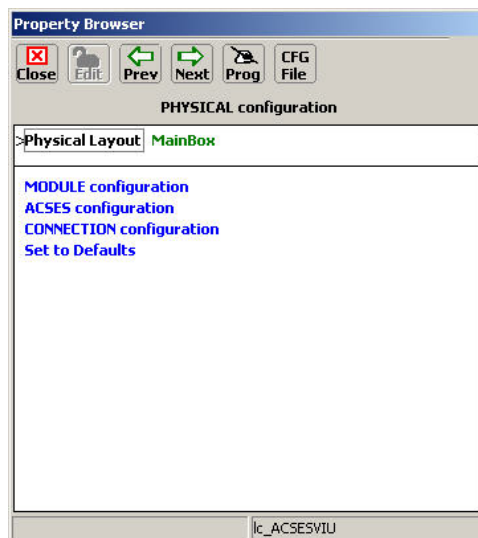 Property Browser
Close Edit Prev Next Prog CFG File
PHYSICAL configuration
>Physical Layout MainBox
MODULE configuration
ACSES configuration
CONNECTION configuration
Set to Defaults
lc_ACSESVIU